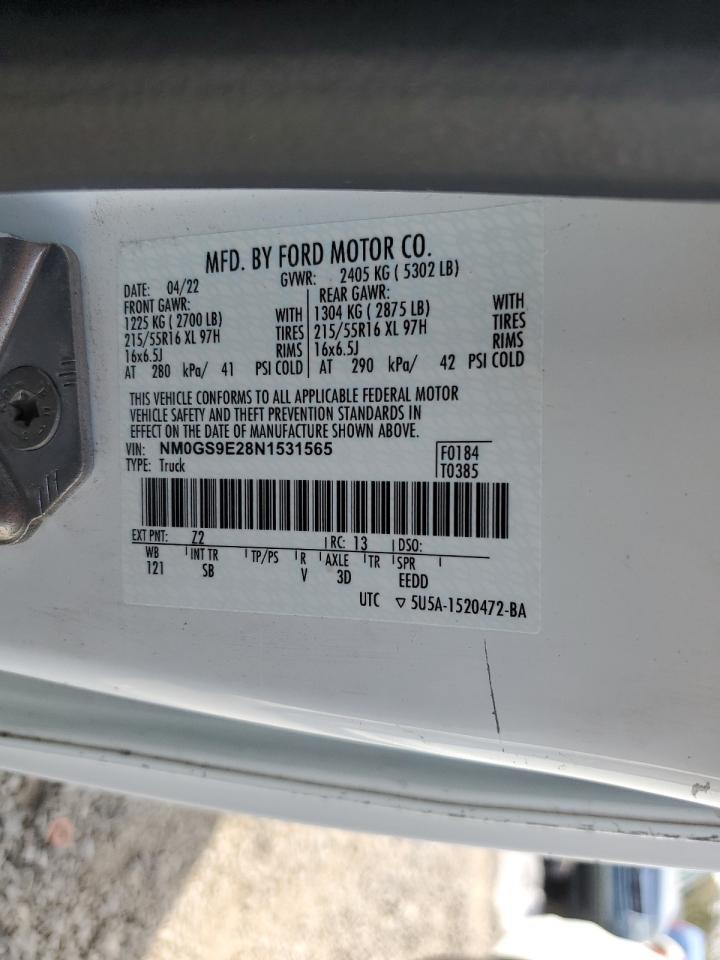 MFD. BY FORD MOTOR CO.
DATE: 04/22 GVWR: 2405 KG ( 5302 LB)
FRONT GAWR: REAR GAWR:
1225 KG ( 2700 LB) WITH 1304 KG ( 2875 LB) WITH
215/55R16 XL 97H TIRES 215/55R16 XL 97H TIRES
16x6.5J RIMS 16x6.5J RIMS
AT 280 kPa/ 41 PSI COLD AT 290 kPa/ 42 PSI COLD
THIS VEHICLE CONFORMS TO ALL APPLICABLE FEDERAL MOTOR
VEHICLE SAFETY AND THEFT PREVENTION STANDARDS IN
EFFECT ON THE DATE OF MANUFACTURE SHOWN ABOVE.
VIN: NM0GS9E28N1531565 F0184
TYPE: Truck T0385
EXT PNT: Z2 RC: 13 DSO:
WB INT TR TP/PS R AXLE TR SPR
121 SB V 3D EEDD
UTC ▽ 5U5A-1520472-BA